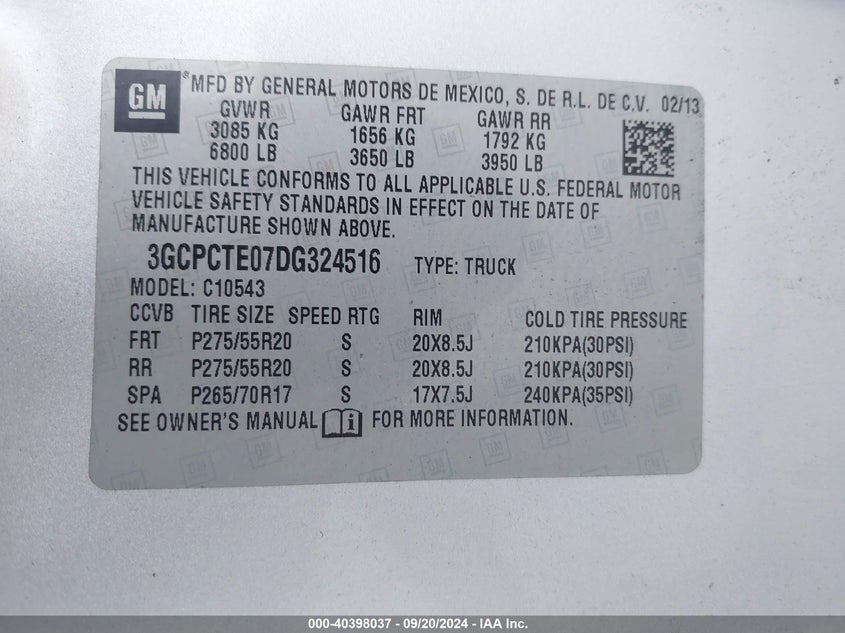 GM
® MFD BY GENERAL MOTORS DE MEXICO, S. DE R.L. DE C.V. 02/13
GVWR GAWR FRT GAWR RR
3085 KG 1656 KG 1792 KG
6800 LB 3650 LB 3950 LB
THIS VEHICLE CONFORMS TO ALL APPLICABLE U.S. FEDERAL MOTOR
VEHICLE SAFETY STANDARDS IN EFFECT ON THE DATE OF
MANUFACTURE SHOWN ABOVE.
3GCPCTE07DG324516 TYPE: TRUCK
MODEL: C10543
CCVB TIRE SIZE SPEED RTG RIM COLD TIRE PRESSURE
FRT P275/55R20 S 20X8.5J 210KPA(30PSI)
RR P275/55R20 S 20X8.5J 210KPA(30PSI)
SPA P265/70R17 S 17X7.5J 240KPA(35PSI)
SEE OWNER'S MANUAL i FOR MORE INFORMATION.
000-40398037 - 09/20/2024 - IAA Inc.